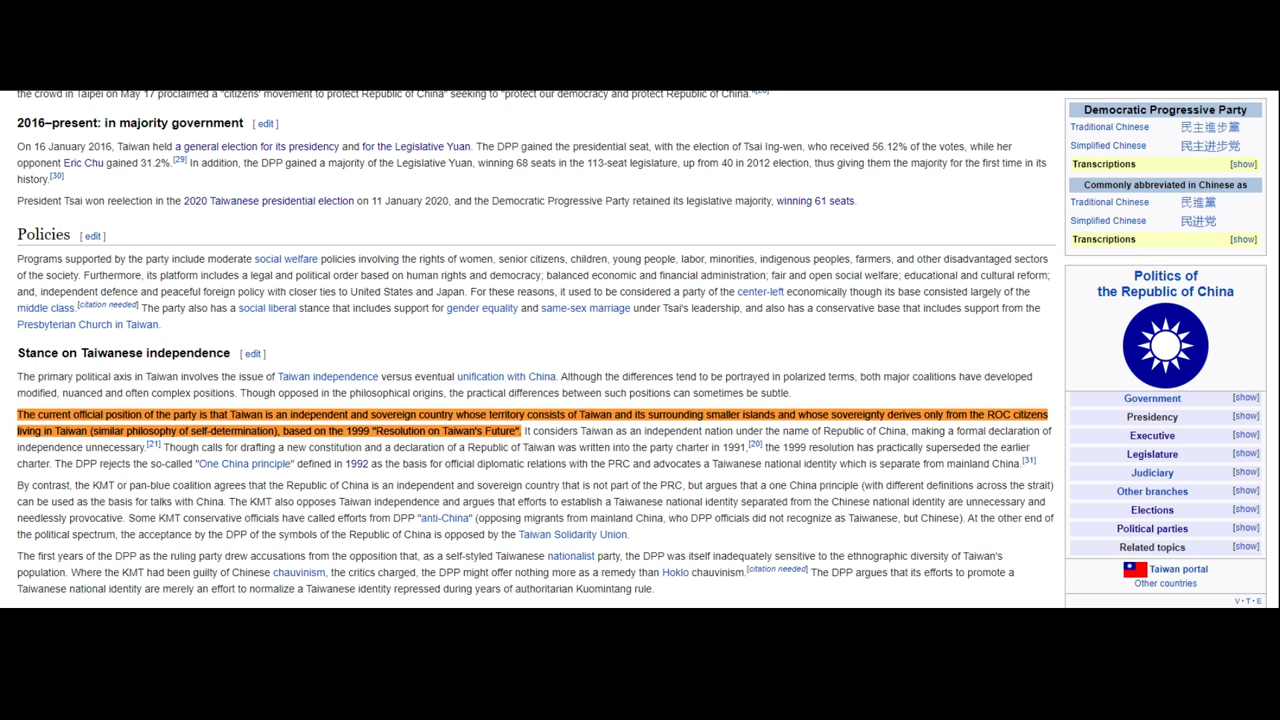 the crowd in Taipei on May 17 proclaimed a "citizens' movement to protect Republic of China" seeking to "protect our democracy and protect Republic of China."[28]
2016–present: in majority government [ edit ]
On 16 January 2016, Taiwan held a general election for its presidency and for the Legislative Yuan. The DPP gained the presidential seat, with the election of Tsai Ing-wen, who received 56.12% of the votes, while her
opponent Eric Chu gained 31.2%.[29] In addition, the DPP gained a majority of the Legislative Yuan, winning 68 seats in the 113-seat legislature, up from 40 in 2012 election, thus giving them the majority for the first time in its
history.[30]
President Tsai won reelection in the 2020 Taiwanese presidential election on 11 January 2020, and the Democratic Progressive Party retained its legislative majority, winning 61 seats.
Policies [ edit ]
Programs supported by the party include moderate social welfare policies involving the rights of women, senior citizens, children, young people, labor, minorities, indigenous peoples, farmers, and other disadvantaged sectors
of the society. Furthermore, its platform includes a legal and political order based on human rights and democracy; balanced economic and financial administration; fair and open social welfare; educational and cultural reform;
and, independent defence and peaceful foreign policy with closer ties to United States and Japan. For these reasons, it used to be considered a party of the center-left economically though its base consisted largely of the
middle class.[citation needed] The party also has a social liberal stance that includes support for gender equality and same-sex marriage under Tsai's leadership, and also has a conservative base that includes support from the
Presbyterian Church in Taiwan.
Stance on Taiwanese independence [ edit ]
The primary political axis in Taiwan involves the issue of Taiwan independence versus eventual unification with China. Although the differences tend to be portrayed in polarized terms, both major coalitions have developed
modified, nuanced and often complex positions. Though opposed in the philosophical origins, the practical differences between such positions can sometimes be subtle.
The current official position of the party is that Taiwan is an independent and sovereign country whose territory consists of Taiwan and its surrounding smaller islands and whose sovereignty derives only from the ROC citizens
living in Taiwan (similar philosophy of self-determination), based on the 1999 "Resolution on Taiwan's Future". It considers Taiwan as an independent nation under the name of Republic of China, making a formal declaration of
independence unnecessary.[21] Though calls for drafting a new constitution and a declaration of a Republic of Taiwan was written into the party charter in 1991,[20] the 1999 resolution has practically superseded the earlier
charter. The DPP rejects the so-called "One China principle" defined in 1992 as the basis for official diplomatic relations with the PRC and advocates a Taiwanese national identity which is separate from mainland China.[31]
By contrast, the KMT or pan-blue coalition agrees that the Republic of China is an independent and sovereign country that is not part of the PRC, but argues that a one China principle (with different definitions across the strait)
can be used as the basis for talks with China. The KMT also opposes Taiwan independence and argues that efforts to establish a Taiwanese national identity separated from the Chinese national identity are unnecessary and
needlessly provocative. Some KMT conservative officials have called efforts from DPP "anti-China" (opposing migrants from mainland China, who DPP officials did not recognize as Taiwanese, but Chinese). At the other end of
the political spectrum, the acceptance by the DPP of the symbols of the Republic of China is opposed by the Taiwan Solidarity Union.
The first years of the DPP as the ruling party drew accusations from the opposition that, as a self-styled Taiwanese nationalist party, the DPP was itself inadequately sensitive to the ethnographic diversity of Taiwan's
population. Where the KMT had been guilty of Chinese chauvinism, the critics charged, the DPP might offer nothing more as a remedy than Hoklo chauvinism.[citation needed] The DPP argues that its efforts to promote a
Taiwanese national identity are merely an effort to normalize a Taiwanese identity repressed during years of authoritarian Kuomintang rule.
Democratic Progressive Party
Traditional Chinese 民主進步黨
Simplified Chinese 民主进步党
Transcriptions [show]
Commonly abbreviated in Chinese as
Traditional Chinese 民進黨
Simplified Chinese 民进党
Transcriptions [show]
Politics of
the Republic of China
Government [show]
Presidency [show]
Executive [show]
Legislature [show]
Judiciary [show]
Other branches [show]
Elections [show]
Political parties [show]
Related topics [show]
Taiwan portal
Other countries
V · T · E